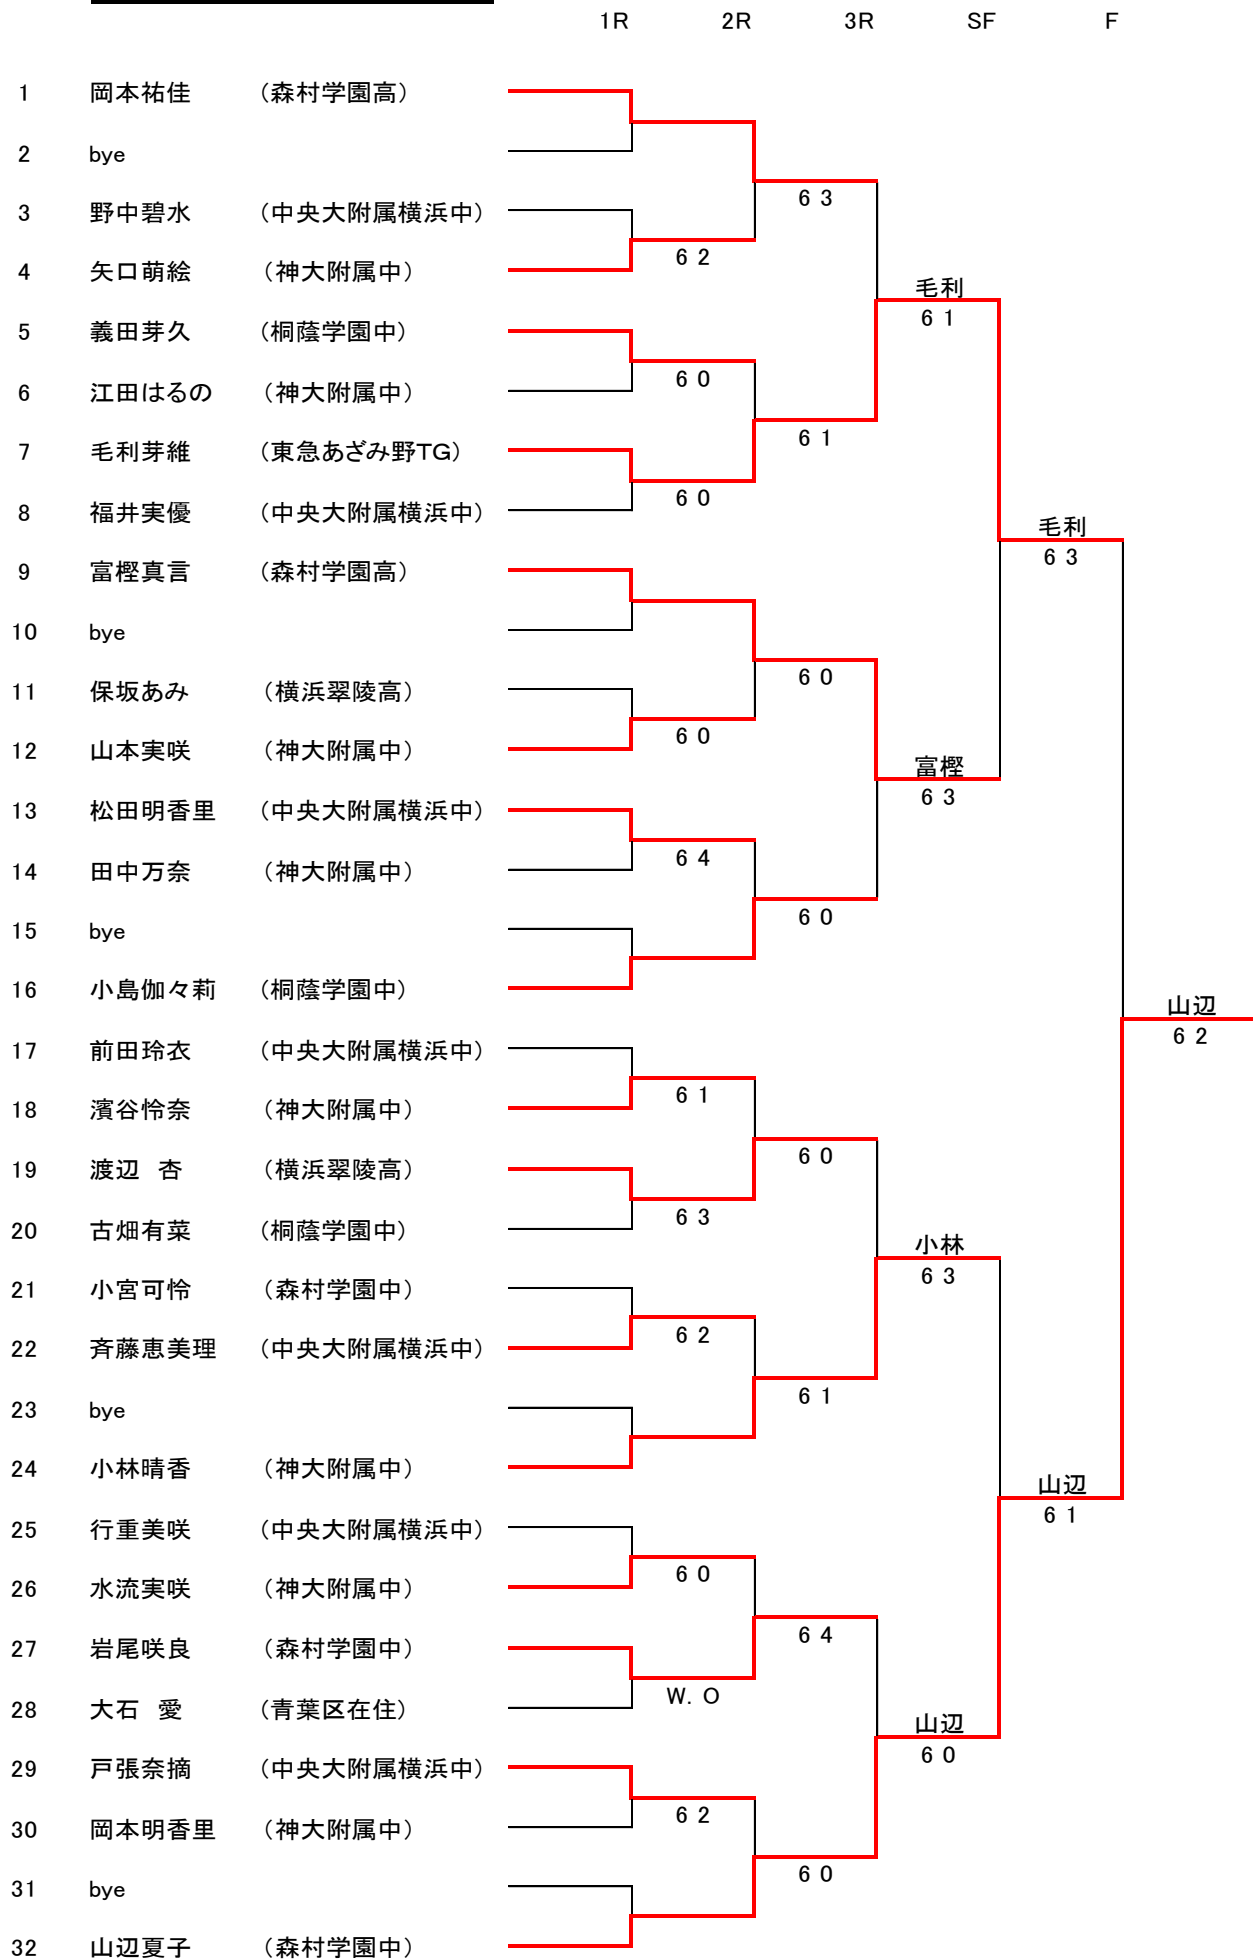 1R 2R 3R SF F
1 岡本祐佳 （森村学園高）
2 bye
6 3
3 野中碧水 （中央大附属横浜中）
6 2
4 矢口萌絵 （神大附属中）
毛利
6 1
5 義田芽久 （桐蔭学園中）
6 0
6 江田はるの （神大附属中）
6 1
7 毛利芽維 （東急あざみ野TG）
6 0
8 福井実優 （中央大附属横浜中）
毛利
6 3
9 富樫真言 （森村学園高）
10 bye
6 0
11 保坂あみ （横浜翠陵高）
6 0
12 山本実咲 （神大附属中）
富樫
6 3
13 松田明香里 （中央大附属横浜中）
6 4
14 田中万奈 （神大附属中）
6 0
15 bye
16 小島伽々莉 （桐蔭学園中）
山辺
6 2
17 前田玲衣 （中央大附属横浜中）
6 1
18 濱谷怜奈 （神大附属中）
6 0
19 渡辺　杏 （横浜翠陵高）
6 3
20 古畑有菜 （桐蔭学園中）
小林
6 3
21 小宮可怜 （森村学園中）
6 2
22 斉藤恵美理 （中央大附属横浜中）
6 1
23 bye
24 小林晴香 （神大附属中）
山辺
6 1
25 行重美咲 （中央大附属横浜中）
6 0
26 水流実咲 （神大附属中）
6 4
27 岩尾咲良 （森村学園中）
W. O
28 大石　愛 （青葉区在住）
山辺
6 0
29 戸張奈摘 （中央大附属横浜中）
6 2
30 岡本明香里 （神大附属中）
6 0
31 bye
32 山辺夏子 （森村学園中）